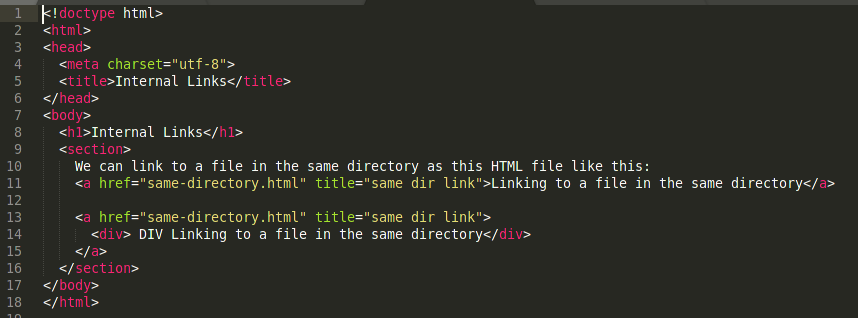 1 <!doctype html>
2 <html>
3 <head>
4 <meta charset="utf-8">
5 <title>Internal Links</title>
6 </head>
7 <body>
8 <h1>Internal Links</h1>
9 <section>
10 We can link to a file in the same directory as this HTML file like this:
11 <a href="same-directory.html" title="same dir link">Linking to a file in the same directory</a>
12
13 <a href="same-directory.html" title="same dir link">
14 <div> DIV Linking to a file in the same directory</div>
15 </a>
16 </section>
17 </body>
18 </html>
19